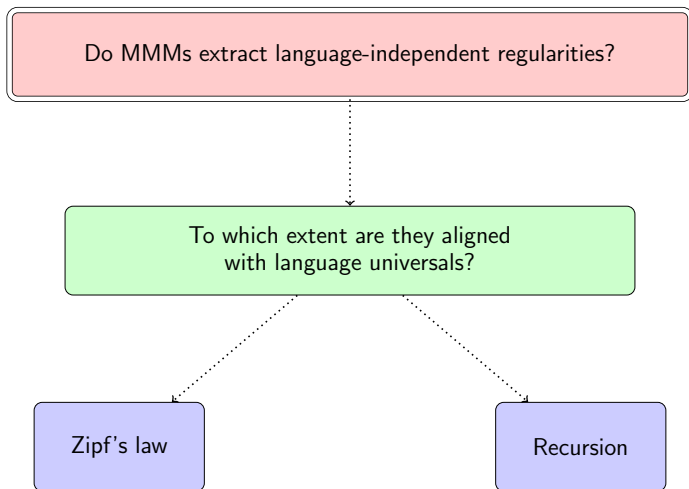 Do MMMs extract language-independent regularities?
To which extent are they aligned
with language universals?
Zipf's law
Recursion